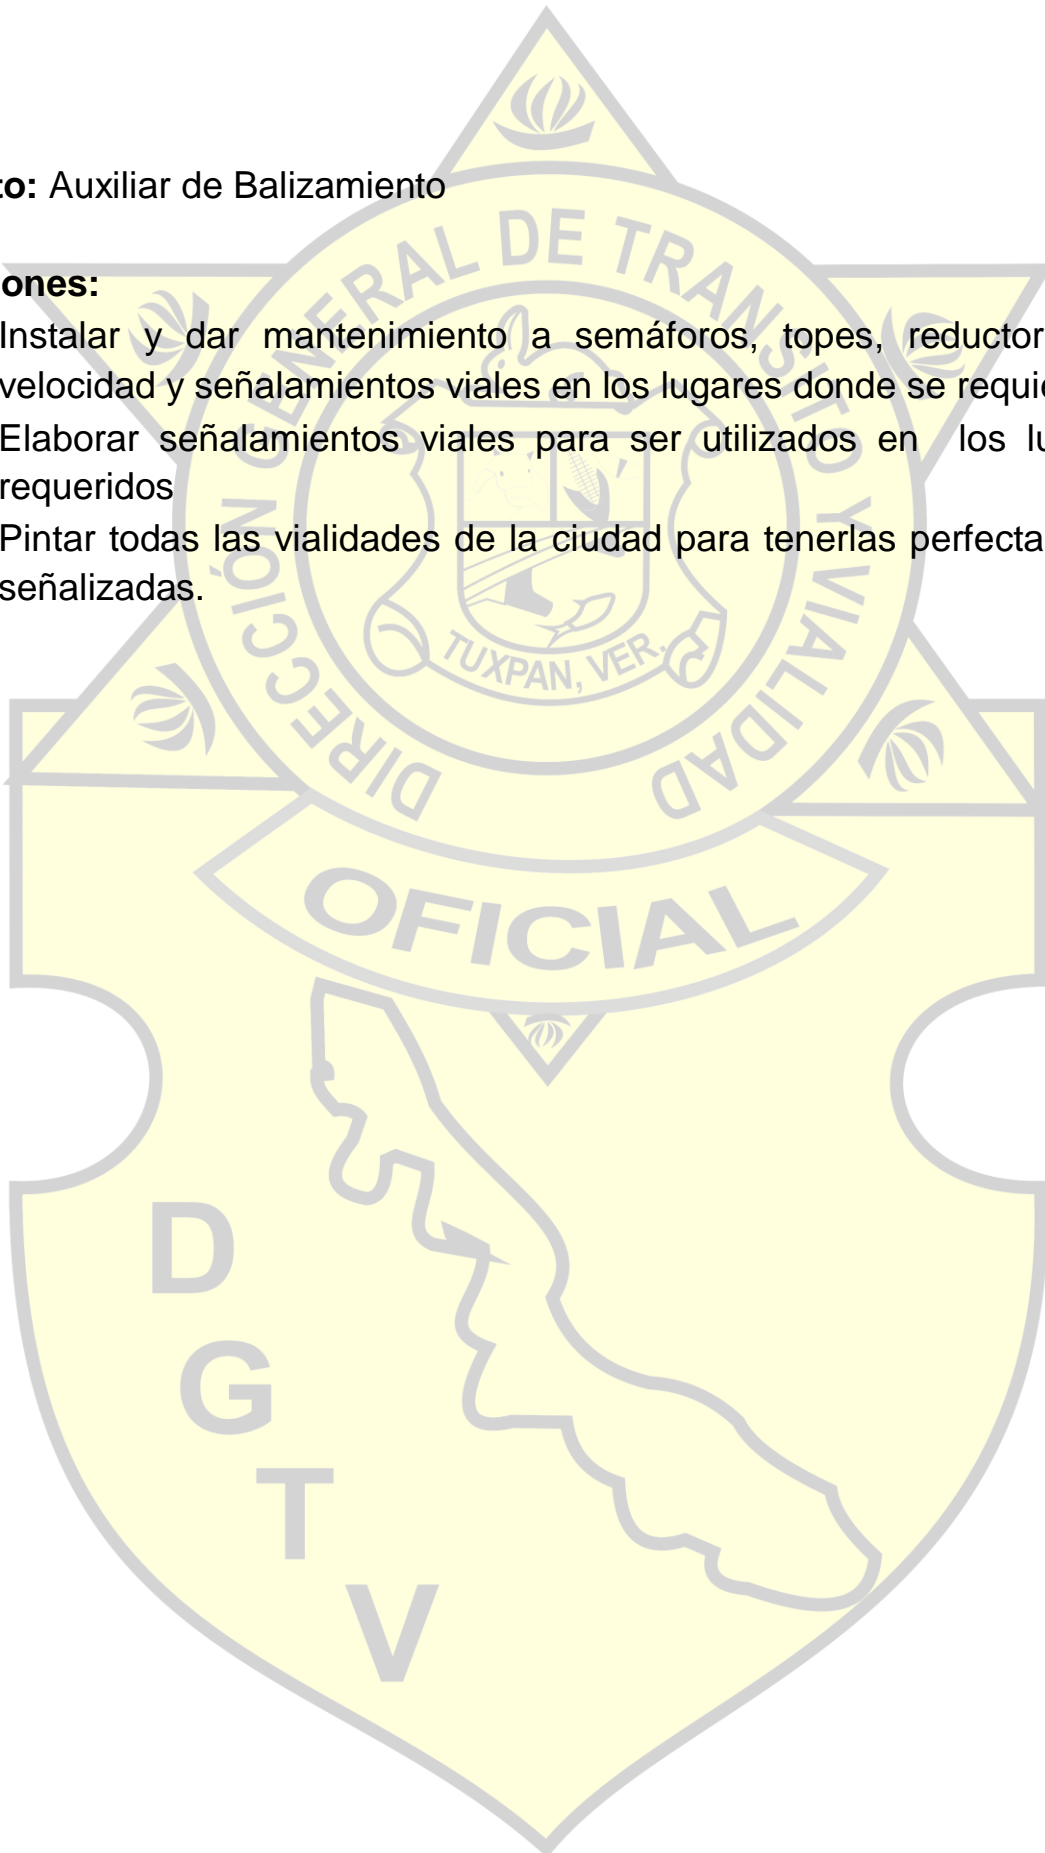 to: Auxiliar de Balizamiento
ones:
Instalar y dar mantenimiento a semáforos, topes, reductor
velocidad y señalamientos viales en los lugares donde se requie
Elaborar señalamientos viales para ser utilizados en los lu
requeridos
Pintar todas las vialidades de la ciudad para tenerlas perfecta
señalizadas.
DIRECCIÓN GENERAL DE TRANSITO Y VIALIDAD
TUXPAN, VER.
OFICIAL
D
G
T
V